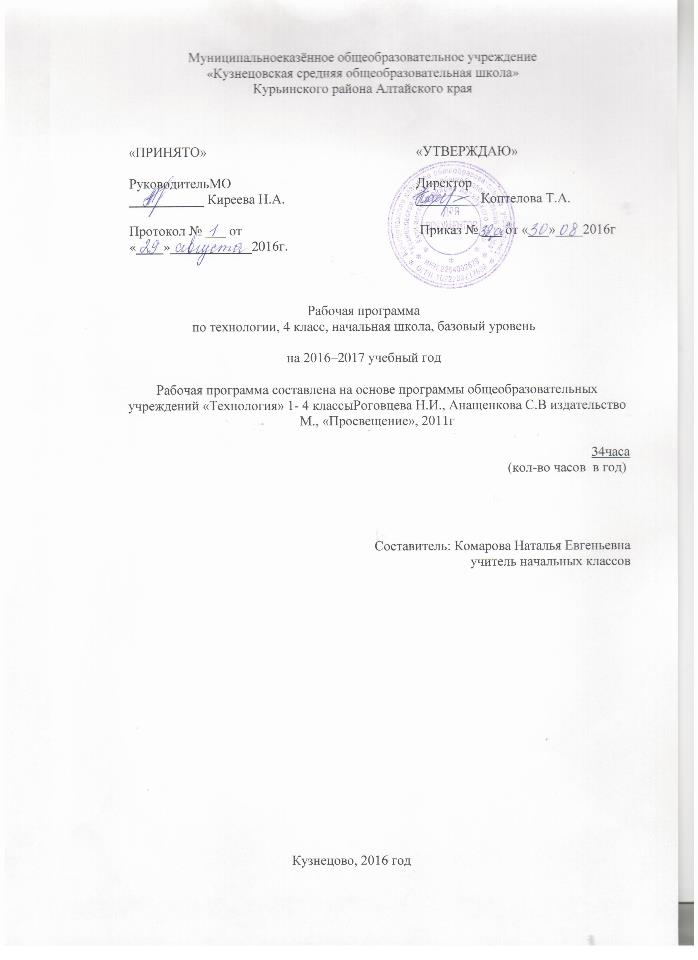 Муниципальноеказённое общеобразовательное учреждение
«Кузнецовская средняя общеобразовательная школа»
Курьинского района Алтайского края
«ПРИНЯТО» «УТВЕРЖДАЮ»
РуководительМО Директор
___________ Киреева Н.А. Коптелова Т.А.
Протокол № 1 от Приказ № от «30» 08 2016г
«29» августа 2016г.
Рабочая программа
по технологии, 4 класс, начальная школа, базовый уровень
на 2016–2017 учебный год
Рабочая программа составлена на основе программы общеобразовательных
учреждений «Технология» 1- 4 классыРоговцева Н.И., Анащенкова С.В издательство
М., «Просвещение», 2011г
34часа
(кол-во часов в год)
Составитель: Комарова Наталья Евгеньевна
учитель начальных классов
Кузнецово, 2016 год